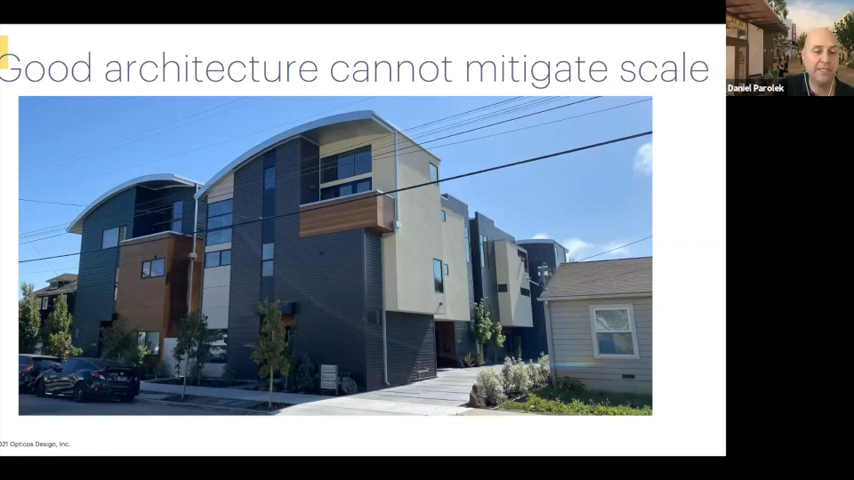 Good architecture cannot mitigate scale
Daniel Parolek
021 Opticos Design, Inc.